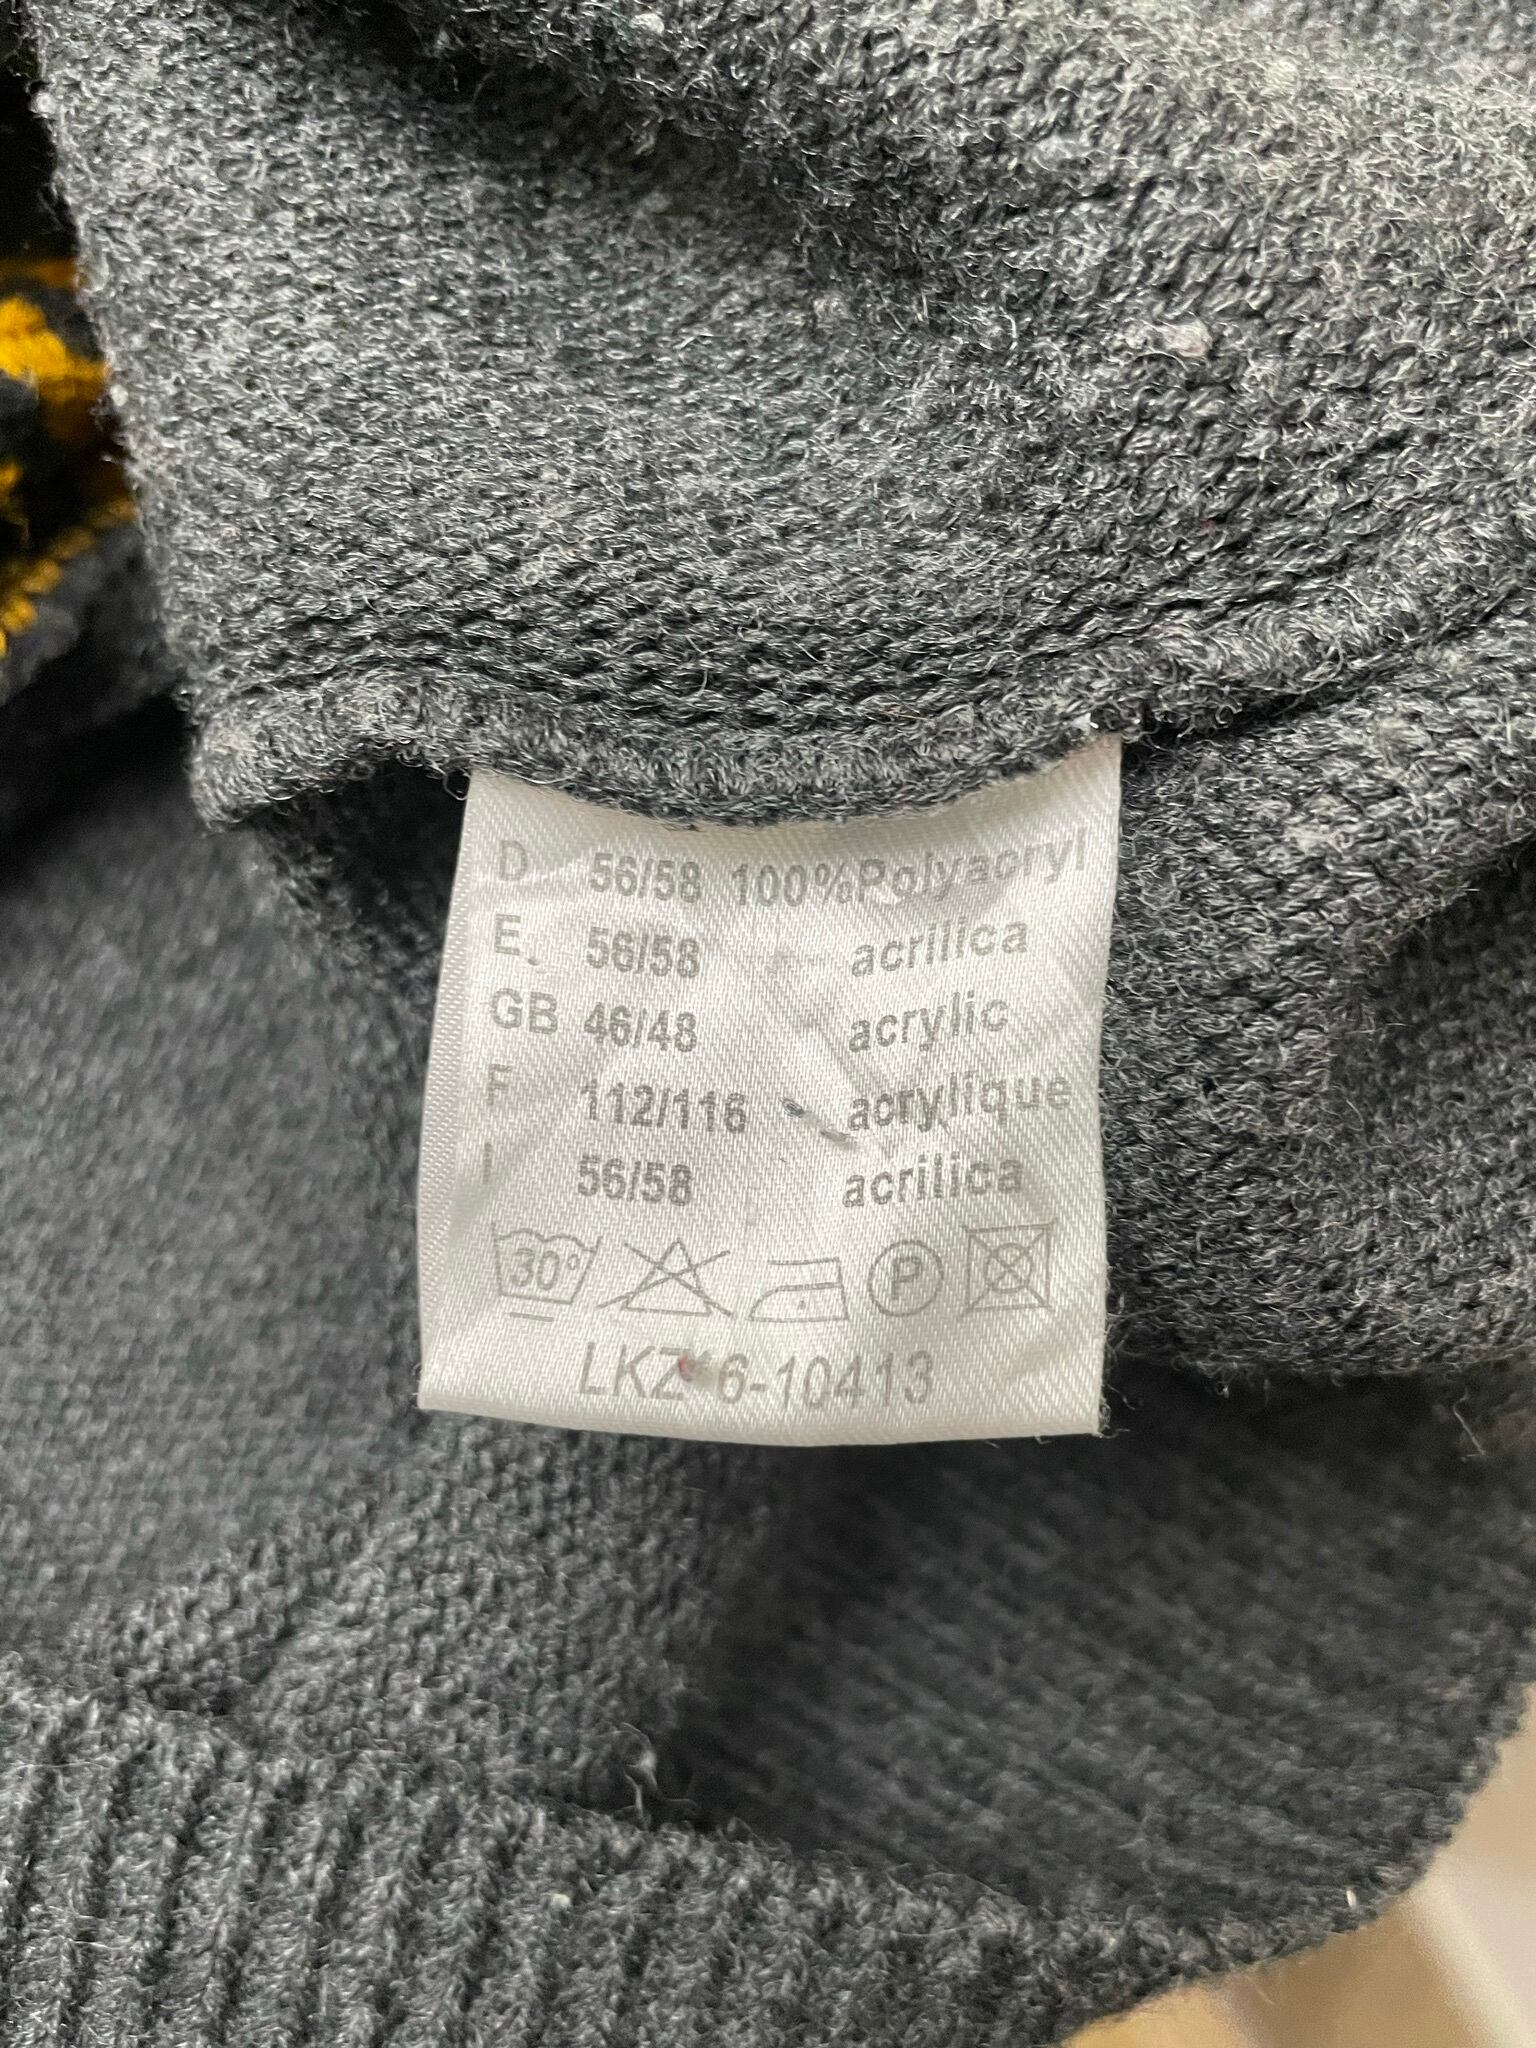 D 56/58 100%Polyacryl
E 56/58 acrilica
GB 46/48 acrylic
F 112/116 acrylique
I 56/58 acrilica
30° P
LKZ 6-10413